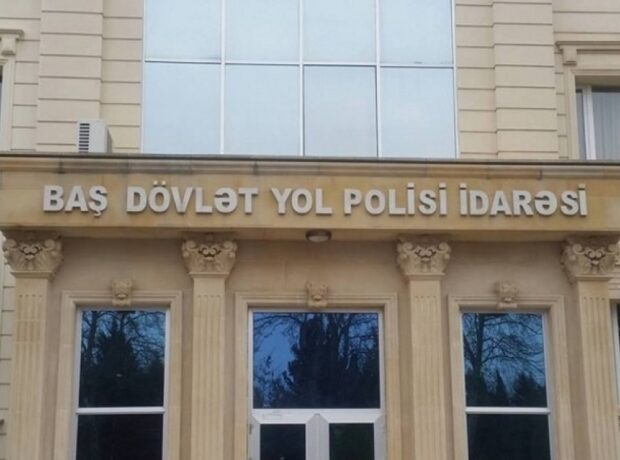 BAŞ DÖVLƏT YOL POLİSİ İDARƏSİ